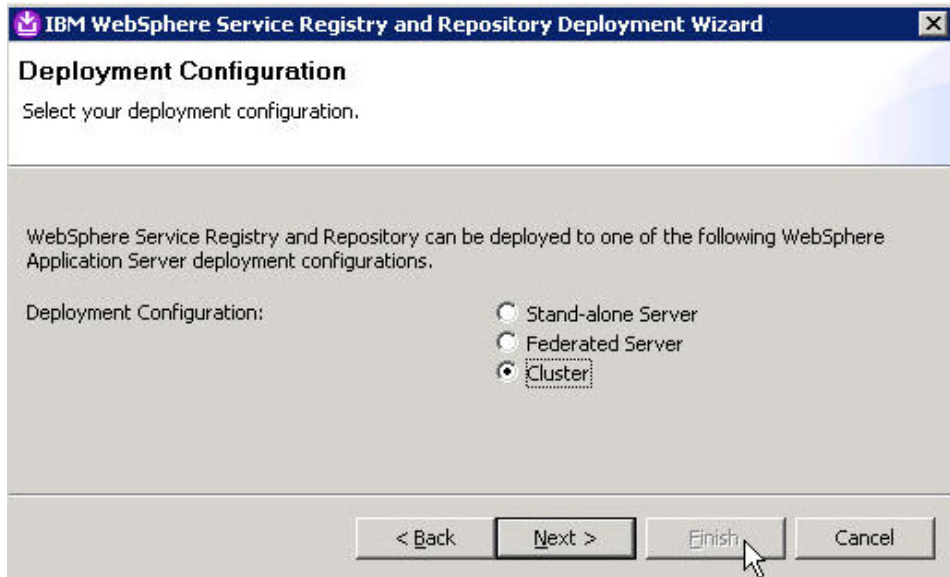 IBM WebSphere Service Registry and Repository Deployment Wizard
Deployment Configuration
Select your deployment configuration.
WebSphere Service Registry and Repository can be deployed to one of the following WebSphere
Application Server deployment configurations.
Deployment Configuration:
Stand-alone Server
Federated Server
Cluster
< Back Next > Finish Cancel